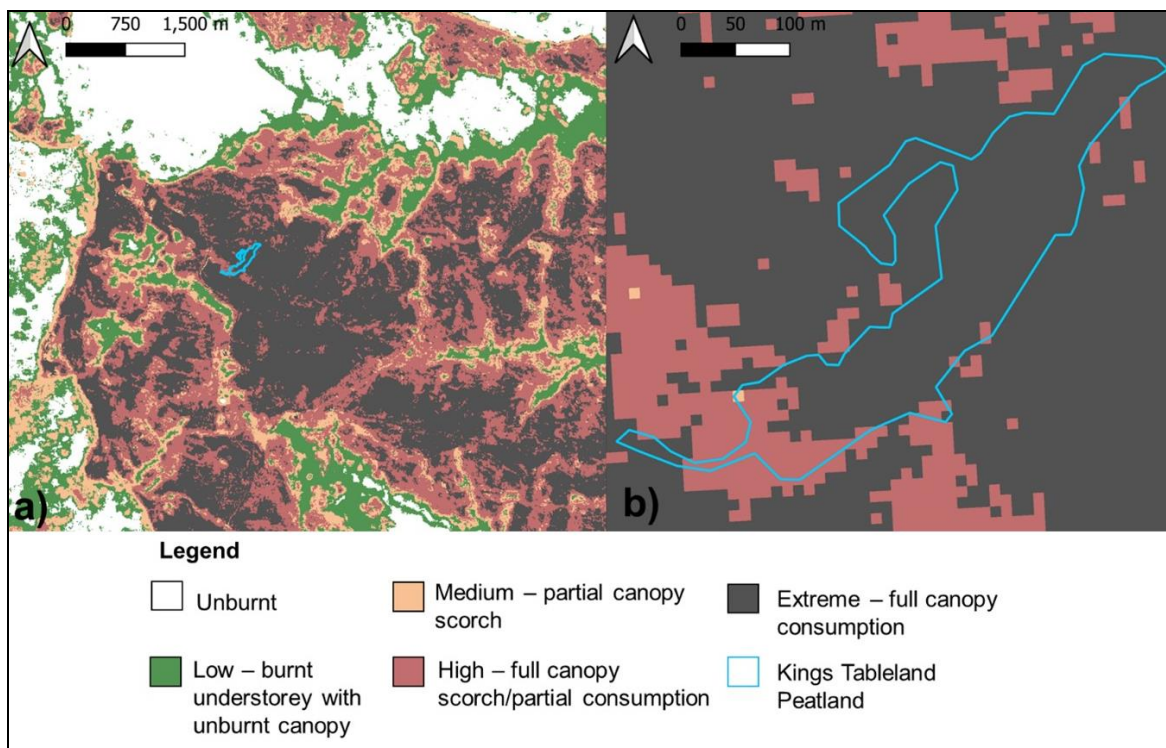 0 750 1,500 m
0 50 100 m
a)
b)
Legend
Unburnt
Medium – partial canopy
scorch
Extreme – full canopy
consumption
Low – burnt
understorey with
unburnt canopy
High – full canopy
scorch/partial consumption
Kings Tableland
Peatland